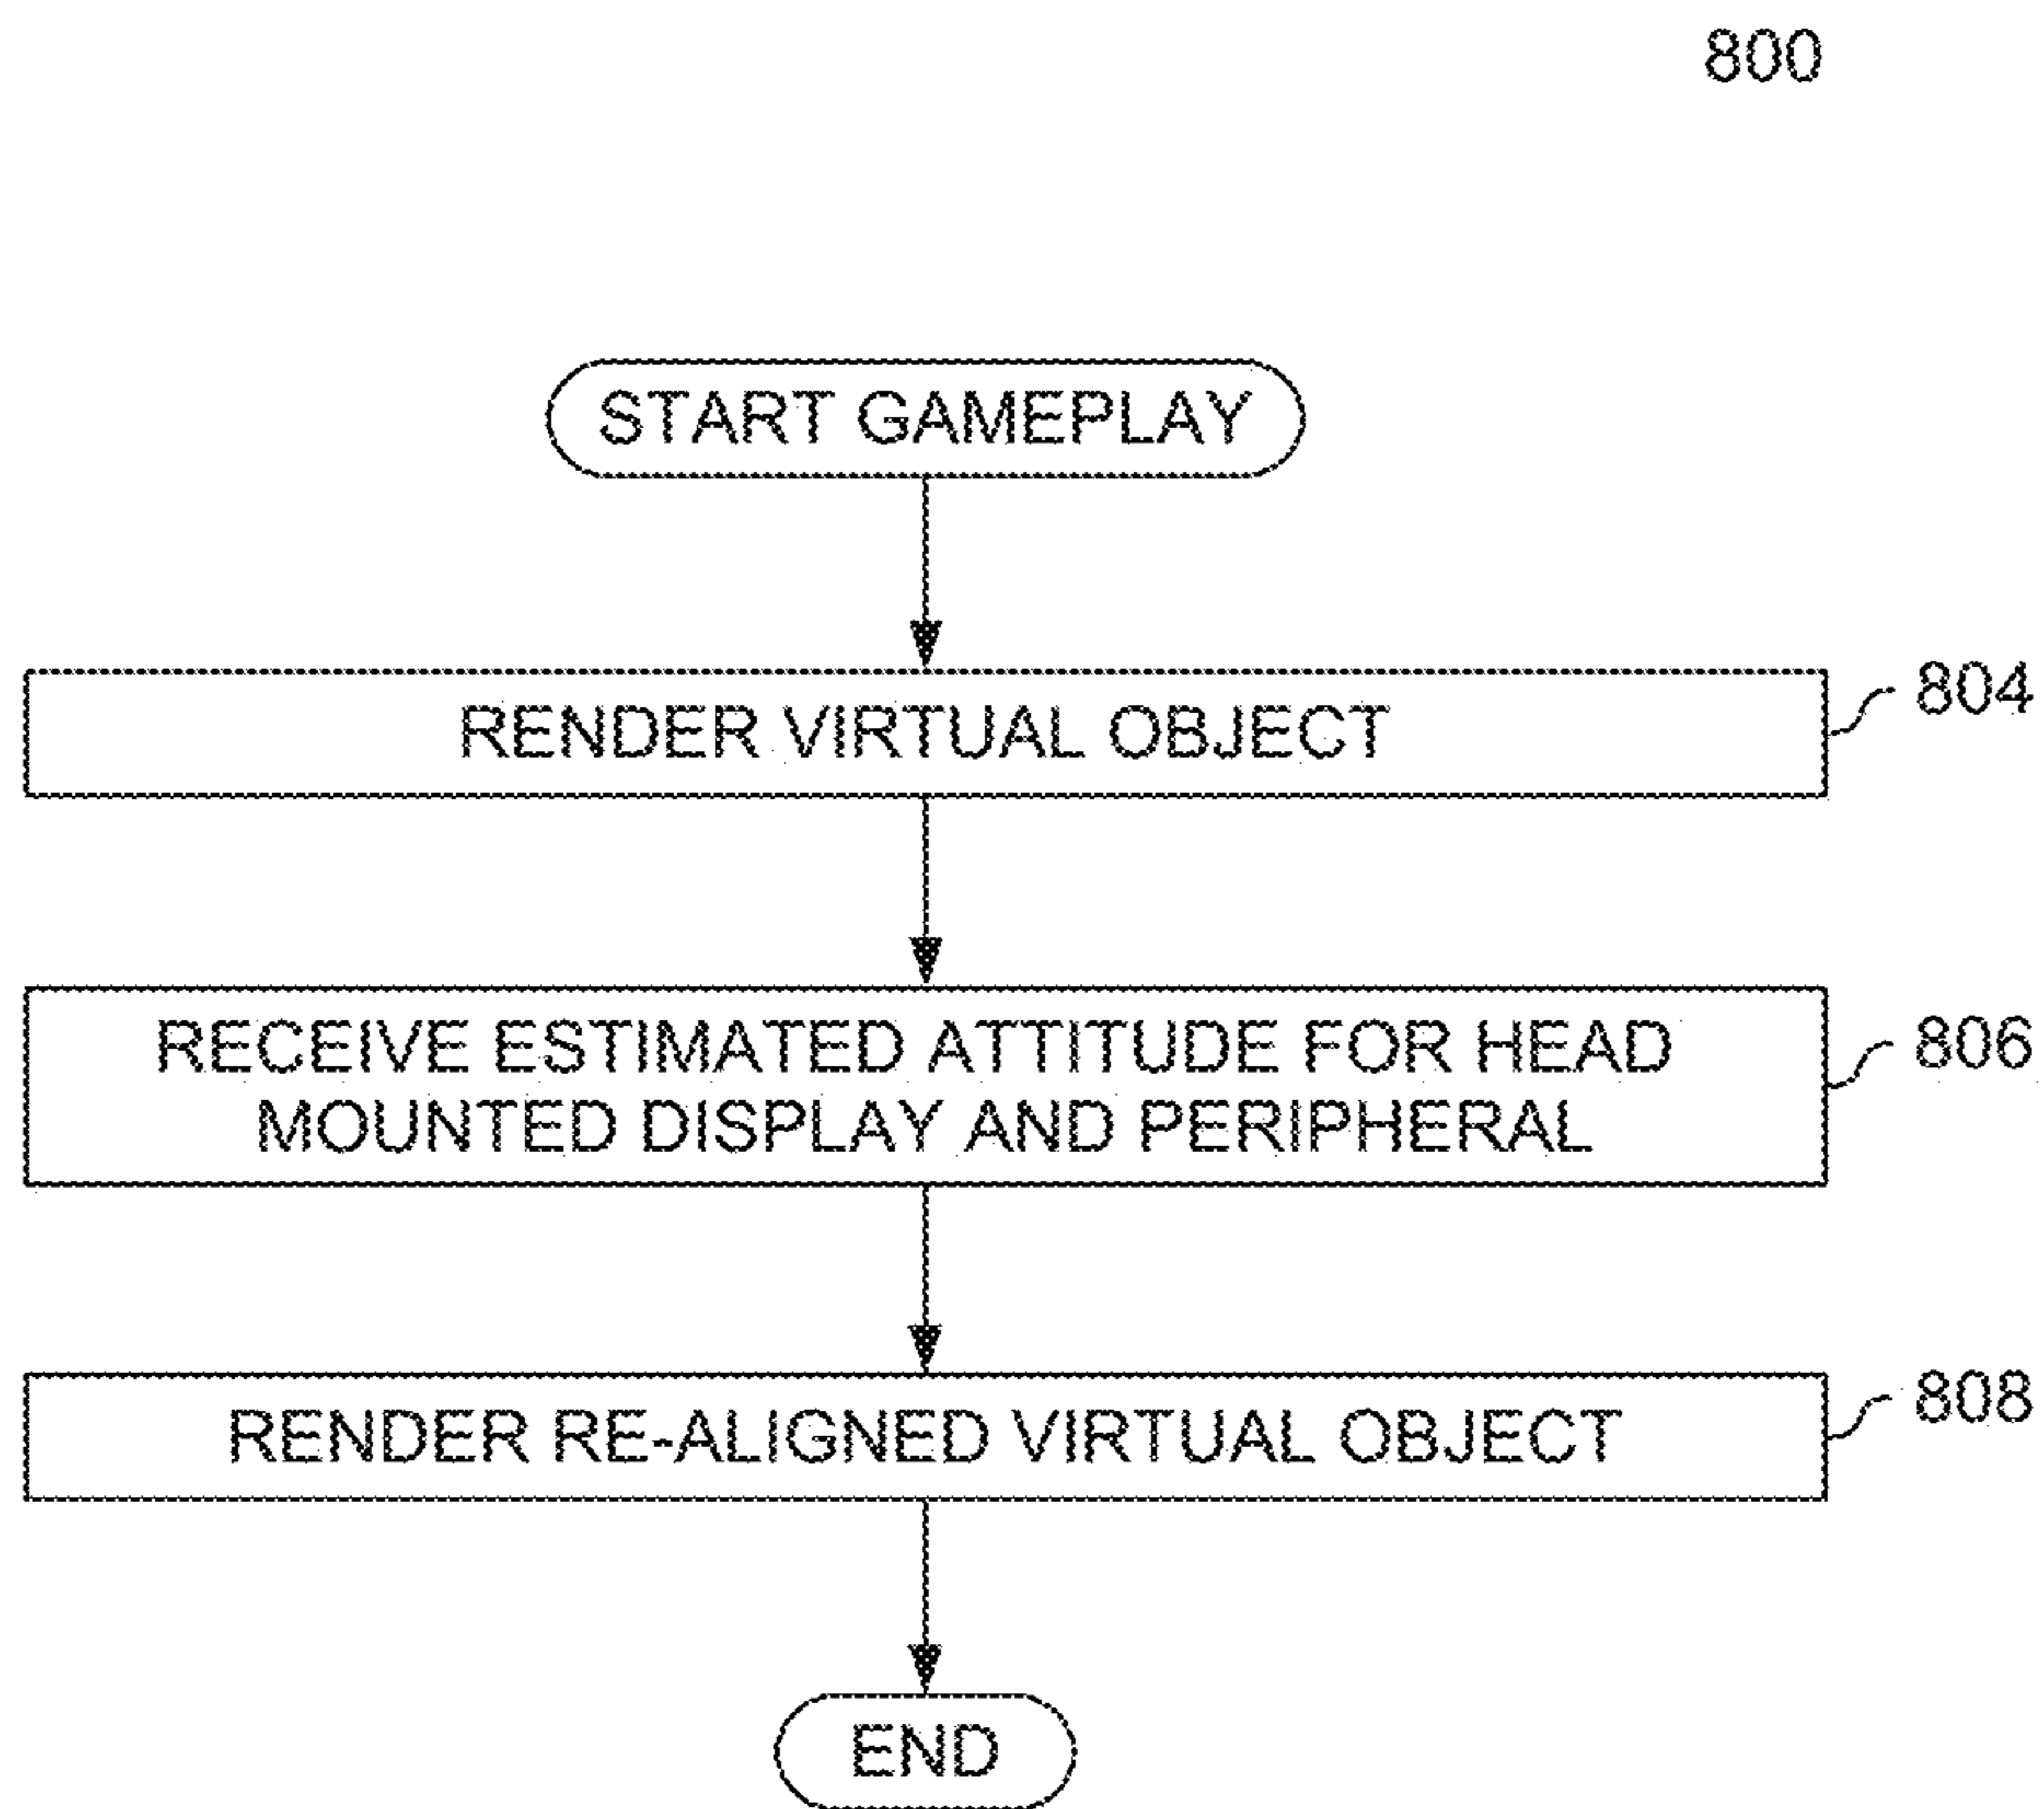 800
START GAMEPLAY
RENDER VIRTUAL OBJECT
804
RECEIVE ESTIMATED ATTITUDE FOR HEAD
MOUNTED DISPLAY AND PERIPHERAL
806
RENDER RE-ALIGNED VIRTUAL OBJECT
808
END